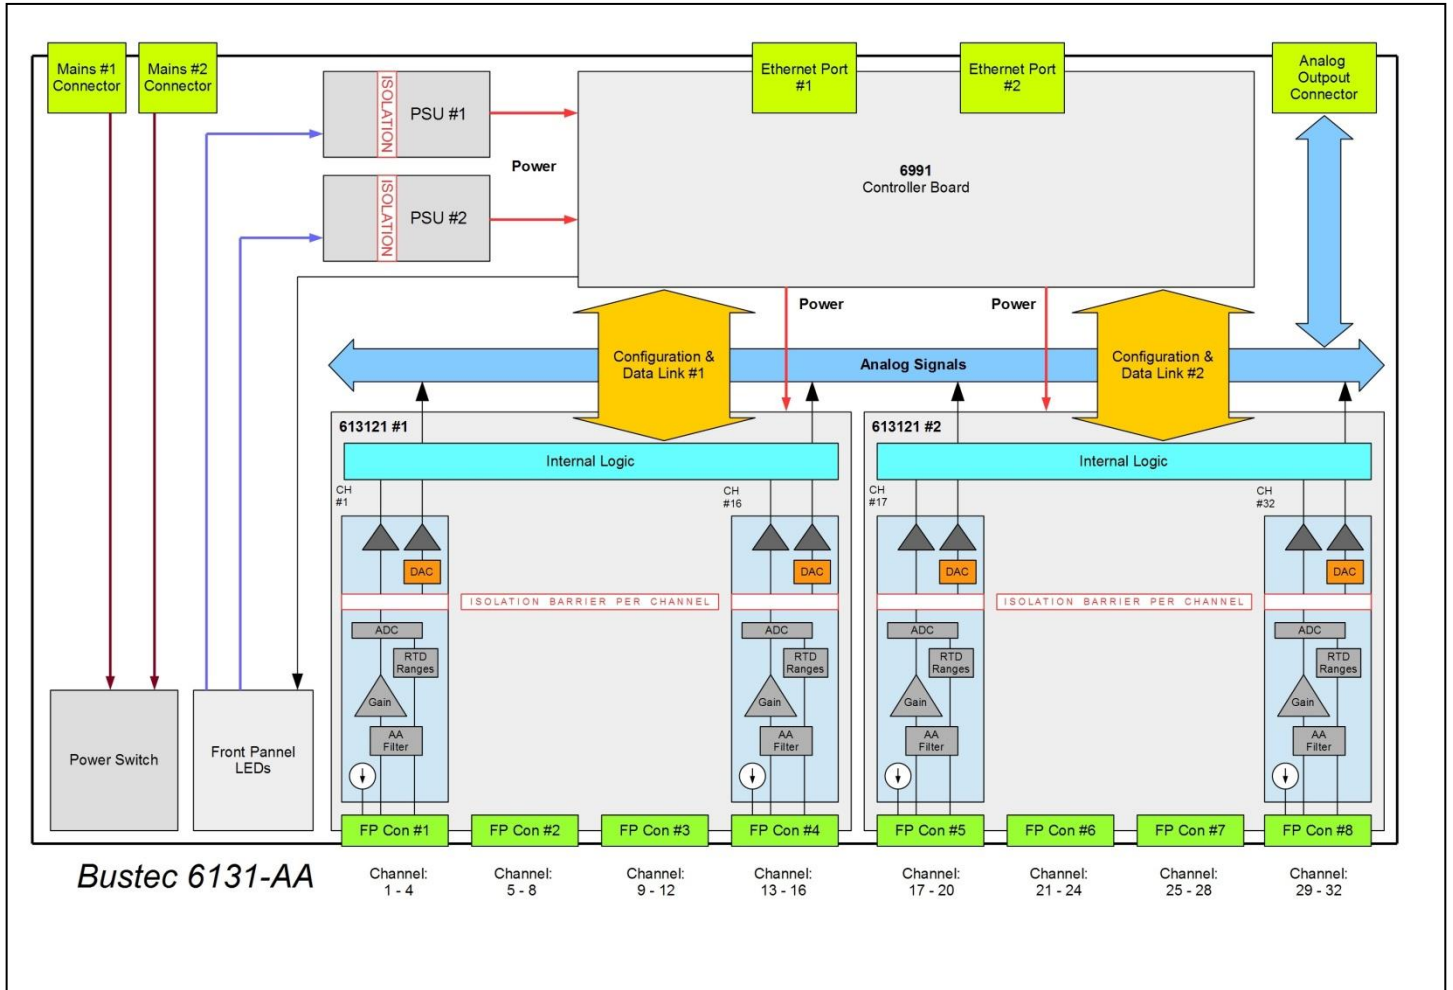 Mains #1
Connector
Mains #2
Connector
Ethernet Port
#1
Ethernet Port
#2
Analog
Outpout
Connector
ISOLATION
PSU #1
Power
6991
Controller Board
ISOLATION
PSU #2
Power
Power
Configuration &
Data Link #1
Analog Signals
Configuration &
Data Link #2
613121 #1
613121 #2
Internal Logic
Internal Logic
CH
#1
CH
#16
CH
#17
CH
#32
DAC
DAC
DAC
DAC
ISOLATION BARRIER PER CHANNEL
ISOLATION BARRIER PER CHANNEL
ADC
ADC
ADC
ADC
RTD
Ranges
RTD
Ranges
RTD
Ranges
RTD
Ranges
Gain
Gain
Gain
Gain
AA
Filter
AA
Filter
AA
Filter
AA
Filter
Power Switch
Front Pannel
LEDs
FP Con #1
FP Con #2
FP Con #3
FP Con #4
FP Con #5
FP Con #6
FP Con #7
FP Con #8
Bustec 6131-AA
Channel:
1 - 4
Channel:
5 - 8
Channel:
9 - 12
Channel:
13 - 16
Channel:
17 - 20
Channel:
21 - 24
Channel:
25 - 28
Channel:
29 - 32